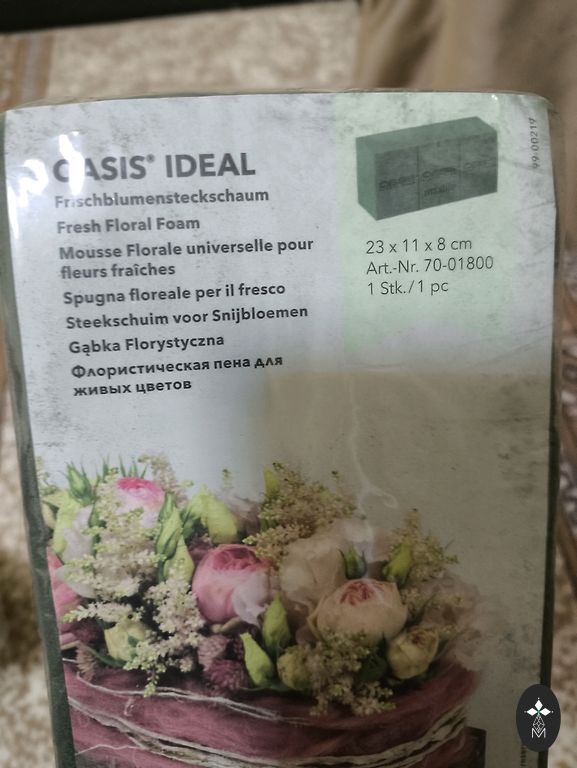 OASIS® IDEAL
Frischblumensteckschaum
Fresh Floral Foam
Mousse Florale universelle pour
fleurs fraîches
Spugna floreale per il fresco
Steekschuim voor Snijbloemen
Gąbka Florystyczna
Флористическая пена для
живых цветов
23 x 11 x 8 cm
Art.-Nr. 70-01800
1 Stk./1 pc
99-00219